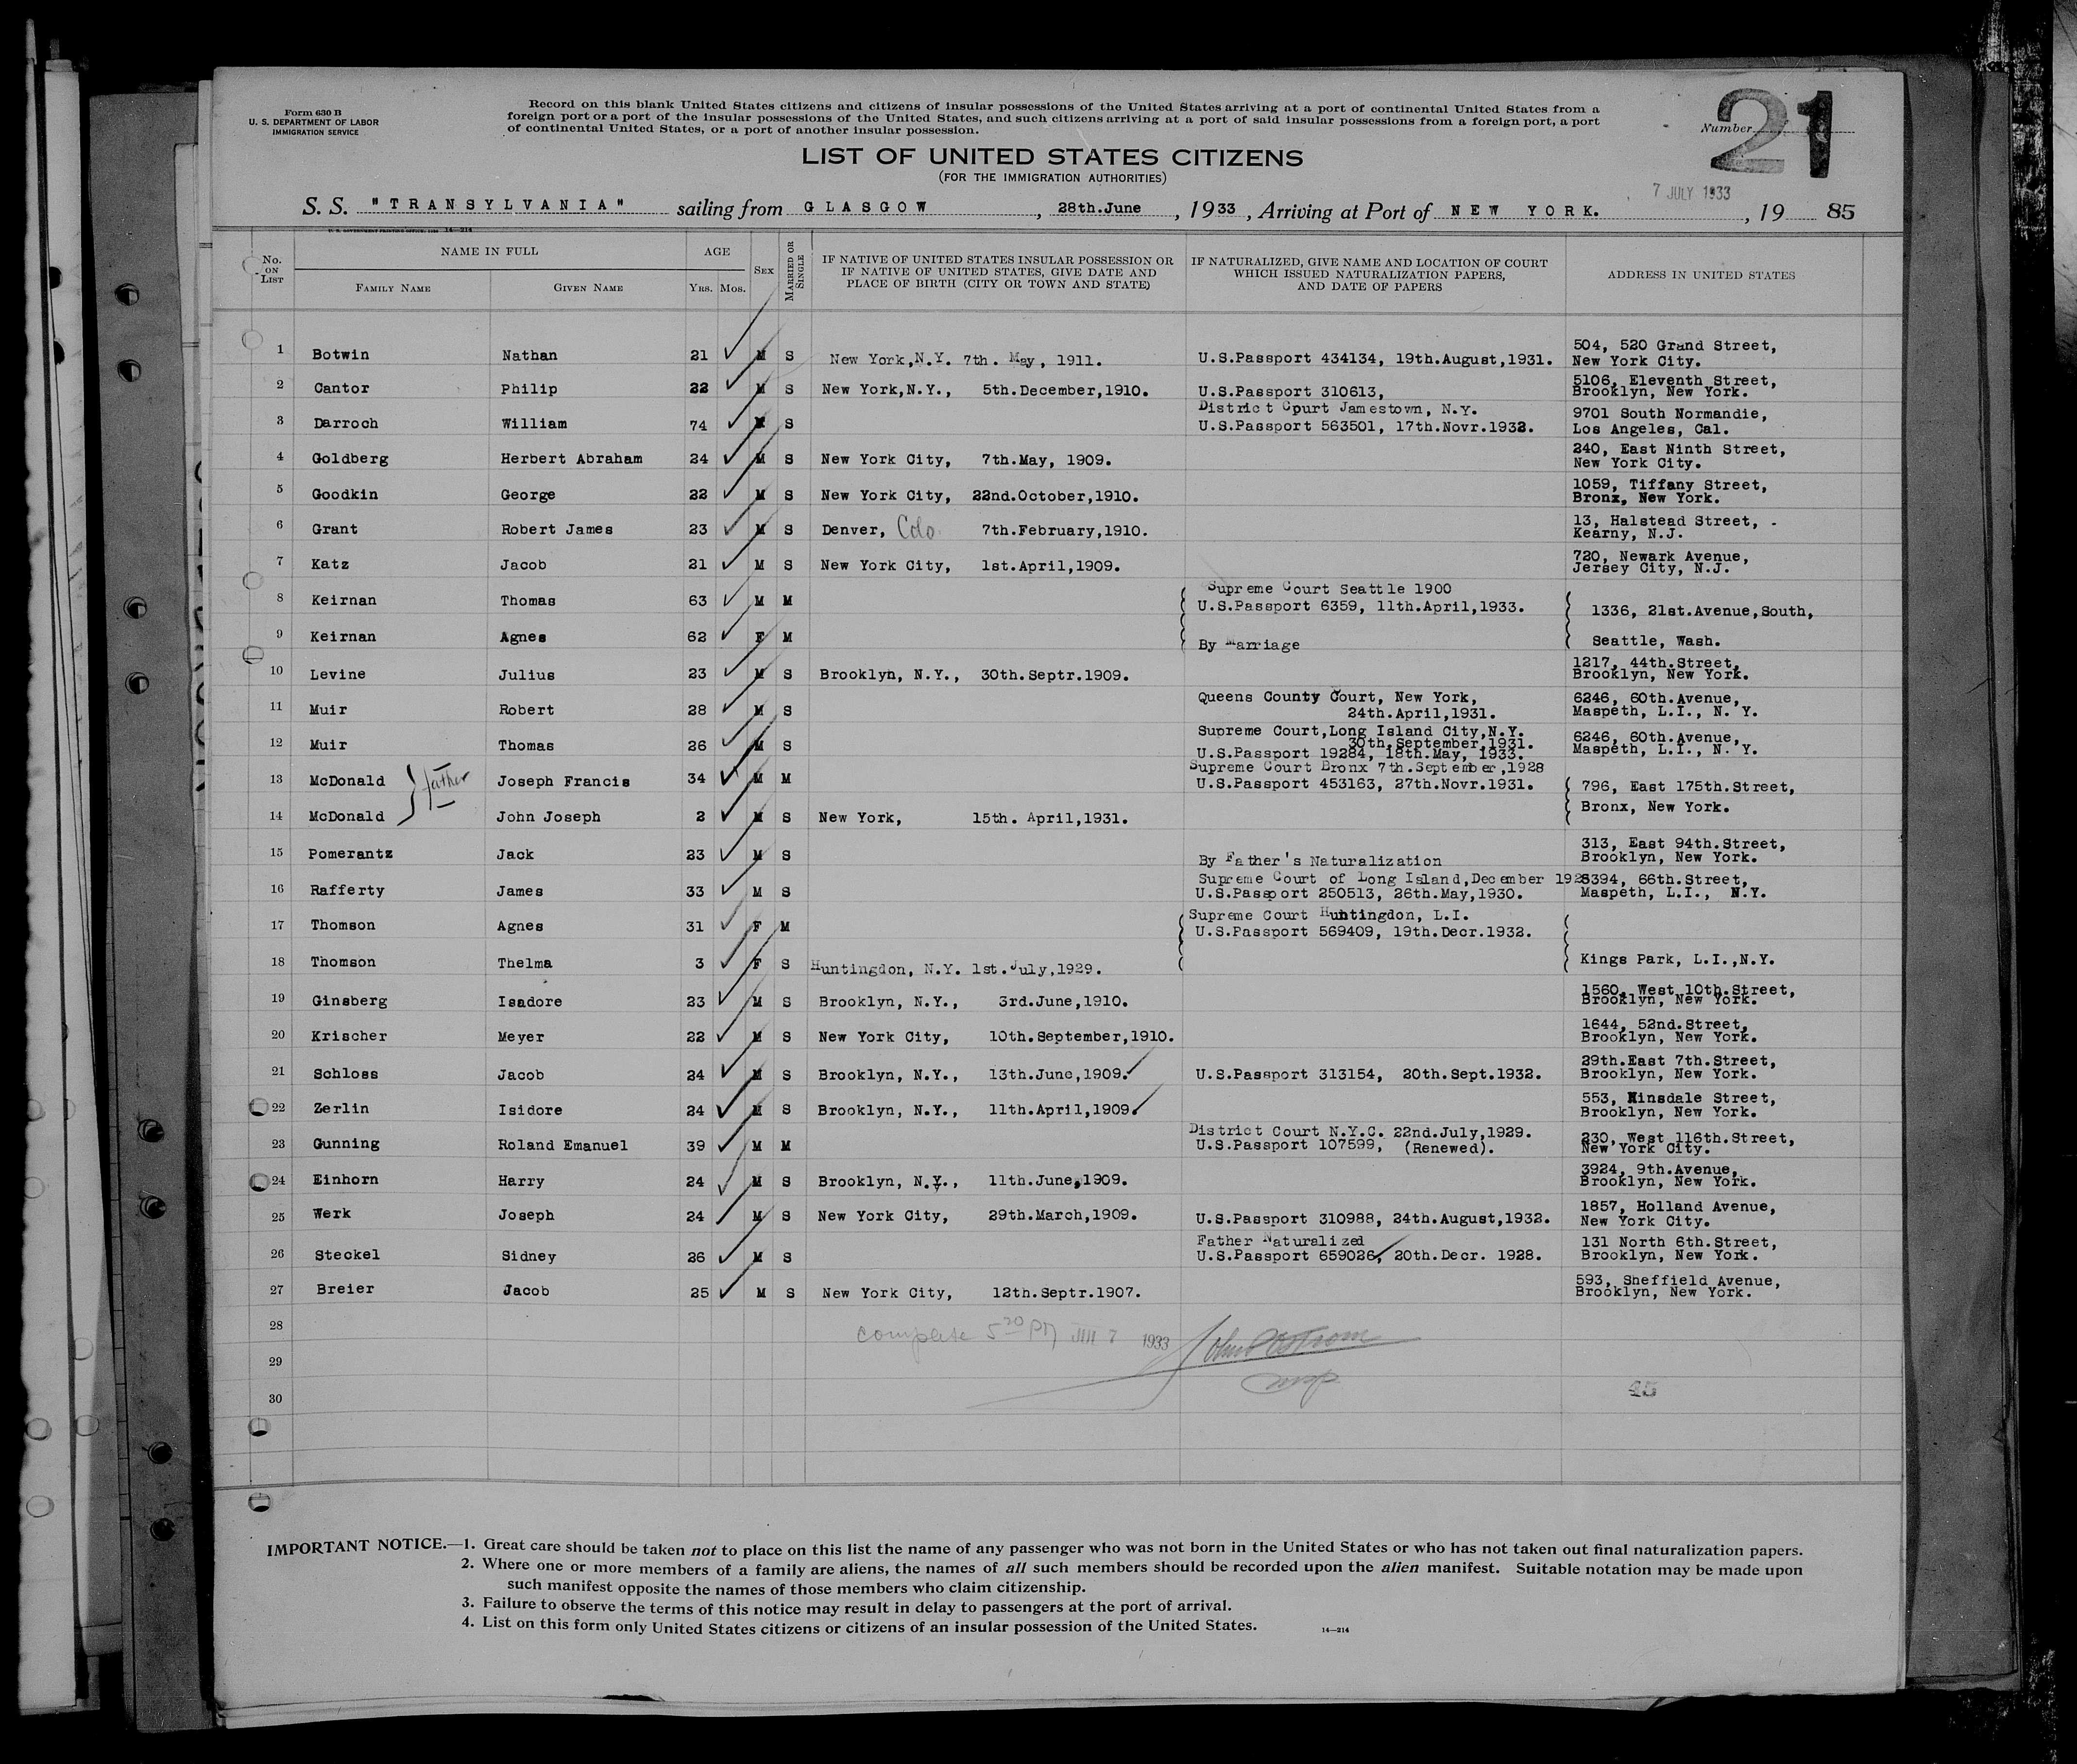 Form 630 B
U. S. DEPARTMENT OF LABOR
IMMIGRATION SERVICE
Record on this blank United States citizens and citizens of insular possessions of the United States arriving at a port of continental United States from a
foreign port or a port of the insular possessions of the United States, and such citizens arriving at a port of said insular possessions from a foreign port, a port
of continental United States, or a port of another insular possession.
Number 21
LIST OF UNITED STATES CITIZENS
(FOR THE IMMIGRATION AUTHORITIES)
7 JULY 1933
S. S. "TRANSYLVANIA" sailing from GLASGOW, 28th.June, 1933, Arriving at Port of NEW YORK., 19 85
U. S. GOVERNMENT PRINTING OFFICE 14—214
No. ON LIST NAME IN FULL AGE SEX MARRIED OR SINGLE IF NATIVE OF UNITED STATES INSULAR POSSESSION OR IF NATIVE OF UNITED STATES, GIVE DATE AND PLACE OF BIRTH (CITY OR TOWN AND STATE) IF NATURALIZED, GIVE NAME AND LOCATION OF COURT WHICH ISSUED NATURALIZATION PAPERS, AND DATE OF PAPERS ADDRESS IN UNITED STATES
FAMILY NAME GIVEN NAME YRS. MOS.
1 Botwin Nathan 21 M S New York,N.Y. 7th. May, 1911. U.S.Passport 434134, 19th.August,1931. 504, 520 Grand Street, New York City.
2 Cantor Philip 22 M S New York,N.Y., 5th.December,1910. U.S.Passport 310613, 5106, Eleventh Street, Brooklyn, New York.
3 Darroch William 74 M S District Court Jamestown, N.Y. U.S.Passport 563501, 17th.Novr.1932. 9701 South Normandie, Los Angeles, Cal.
4 Goldberg Herbert Abraham 24 M S New York City, 7th.May, 1909. 240, East Ninth Street, New York City.
5 Goodkin George 22 M S New York City, 22nd.October,1910. 1059, Tiffany Street, Bronx, New York.
6 Grant Robert James 23 M S Denver, Colo 7th.February,1910. 13, Halstead Street, - Kearny, N.J.
7 Katz Jacob 21 M S New York City, 1st.April,1909. 720, Newark Avenue, Jersey City, N.J.
8 Keirnan Thomas 63 M M Supreme Court Seattle 1900 U.S.Passport 6359, 11th.April,1933. 1336, 21st.Avenue,South,
9 Keirnan Agnes 62 F M By Marriage Seattle, Wash.
10 Levine Julius 23 M S Brooklyn, N.Y., 30th.Septr.1909. 1217, 44th.Street, Brooklyn, New York.
11 Muir Robert 28 M S Queens County Court, New York, 24th.April,1931. 6246, 60th.Avenue, Maspeth, L.I., N. Y.
12 Muir Thomas 26 M S Supreme Court,Long Island City,N.Y. 30th.September,1931. U.S.Passport 19284, 18th.May, 1933. 6246, 60th.Avenue, Maspeth, L.I., N. Y.
13 McDonald father Joseph Francis 34 M M Supreme Court Bronx 7th.September,1928 U.S.Passport 453163, 27th.Novr.1931. 796, East 175th.Street,
14 McDonald John Joseph 2 M S New York, 15th. April,1931. Bronx, New York.
15 Pomerantz Jack 23 M S By Father's Naturalization 313, East 94th.Street, Brooklyn, New York.
16 Rafferty James 33 M S Supreme Court of Long Island,December U.S.Passport 250513, 26th.May,1930. 66th.Street, Maspeth, L.I., N.Y.
17 Thomson Agnes 31 F M Supreme Court Huntingdon, L.I. U.S.Passport 569409, 19th.Decr.1932.
18 Thomson Thelma 3 F S Huntingdon, N.Y. 1st.July,1929. Kings Park, L.I.,N.Y.
19 Ginsberg Isadore 23 M S Brooklyn, N.Y., 3rd.June,1910. 1560, West 10th.Street, Brooklyn, New York.
20 Krischer Meyer 22 M S New York City, 10th.September,1910. 1644, 52nd.Street, Brooklyn, New York.
21 Schloss Jacob 24 M S Brooklyn, N.Y., 13th.June,1909. U.S.Passport 313154, 20th.Sept.1932. 29th.East 7th.Street, Brooklyn, New York.
22 Zerlin Isidore 24 M S Brooklyn, N.Y., 11th.April,1909. 553, Hinsdale Street, Brooklyn, New York.
23 Gunning Roland Emanuel 39 M M District Court N.Y.C. 22nd.July,1929. U.S.Passport 107599, (Renewed). 230, West 116th.Street, New York City.
24 Einhorn Harry 24 M S Brooklyn, N.Y., 11th.June,1909. 3924, 9th.Avenue, Brooklyn, New York.
25 Werk Joseph 24 M S New York City, 29th.March,1909. U.S.Passport 310988, 24th.August,1932. 1857, Holland Avenue, New York City.
26 Steckel Sidney 26 M S Father Naturalized U.S.Passport 659026, 20th.Decr. 1928. 131 North 6th.Street, Brooklyn, New York.
27 Breier Jacob 25 M S New York City, 12th.Septr.1907. 593, Sheffield Avenue, Brooklyn, New York.
28 complete 5 30 PM JUL 7 1933
29
30 45
IMPORTANT NOTICE.—1. Great care should be taken not to place on this list the name of any passenger who was not born in the United States or who has not taken out final naturalization papers.
2. Where one or more members of a family are aliens, the names of all such members should be recorded upon the alien manifest. Suitable notation may be made upon
such manifest opposite the names of those members who claim citizenship.
3. Failure to observe the terms of this notice may result in delay to passengers at the port of arrival.
4. List on this form only United States citizens or citizens of an insular possession of the United States. 14—214